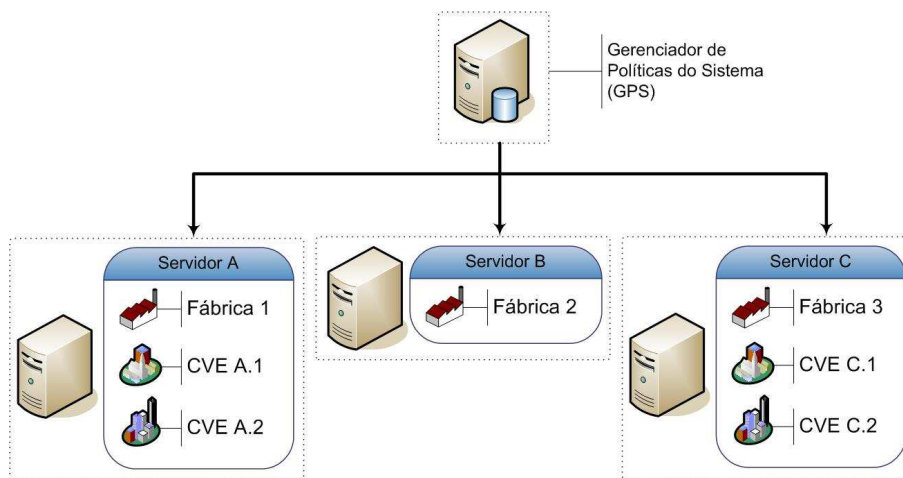 Gerenciador de
Políticas do Sistema
(GPS)
Servidor A
Fábrica 1
CVE A.1
CVE A.2
Servidor B
Fábrica 2
Servidor C
Fábrica 3
CVE C.1
CVE C.2